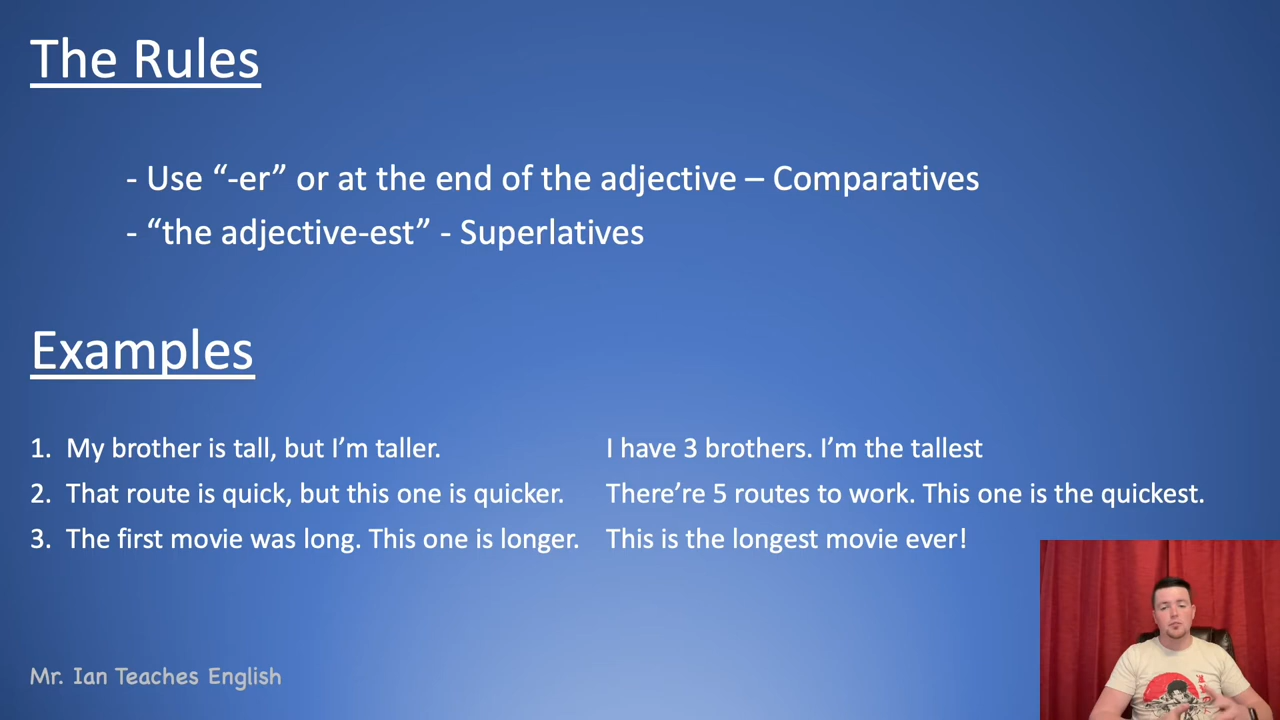 The Rules
- Use “-er” or at the end of the adjective – Comparatives
- “the adjective-est” - Superlatives
Examples
1. My brother is tall, but I’m taller. I have 3 brothers. I’m the tallest
2. That route is quick, but this one is quicker. There’re 5 routes to work. This one is the quickest.
3. The first movie was long. This one is longer. This is the longest movie ever!
Mr. Ian Teaches English